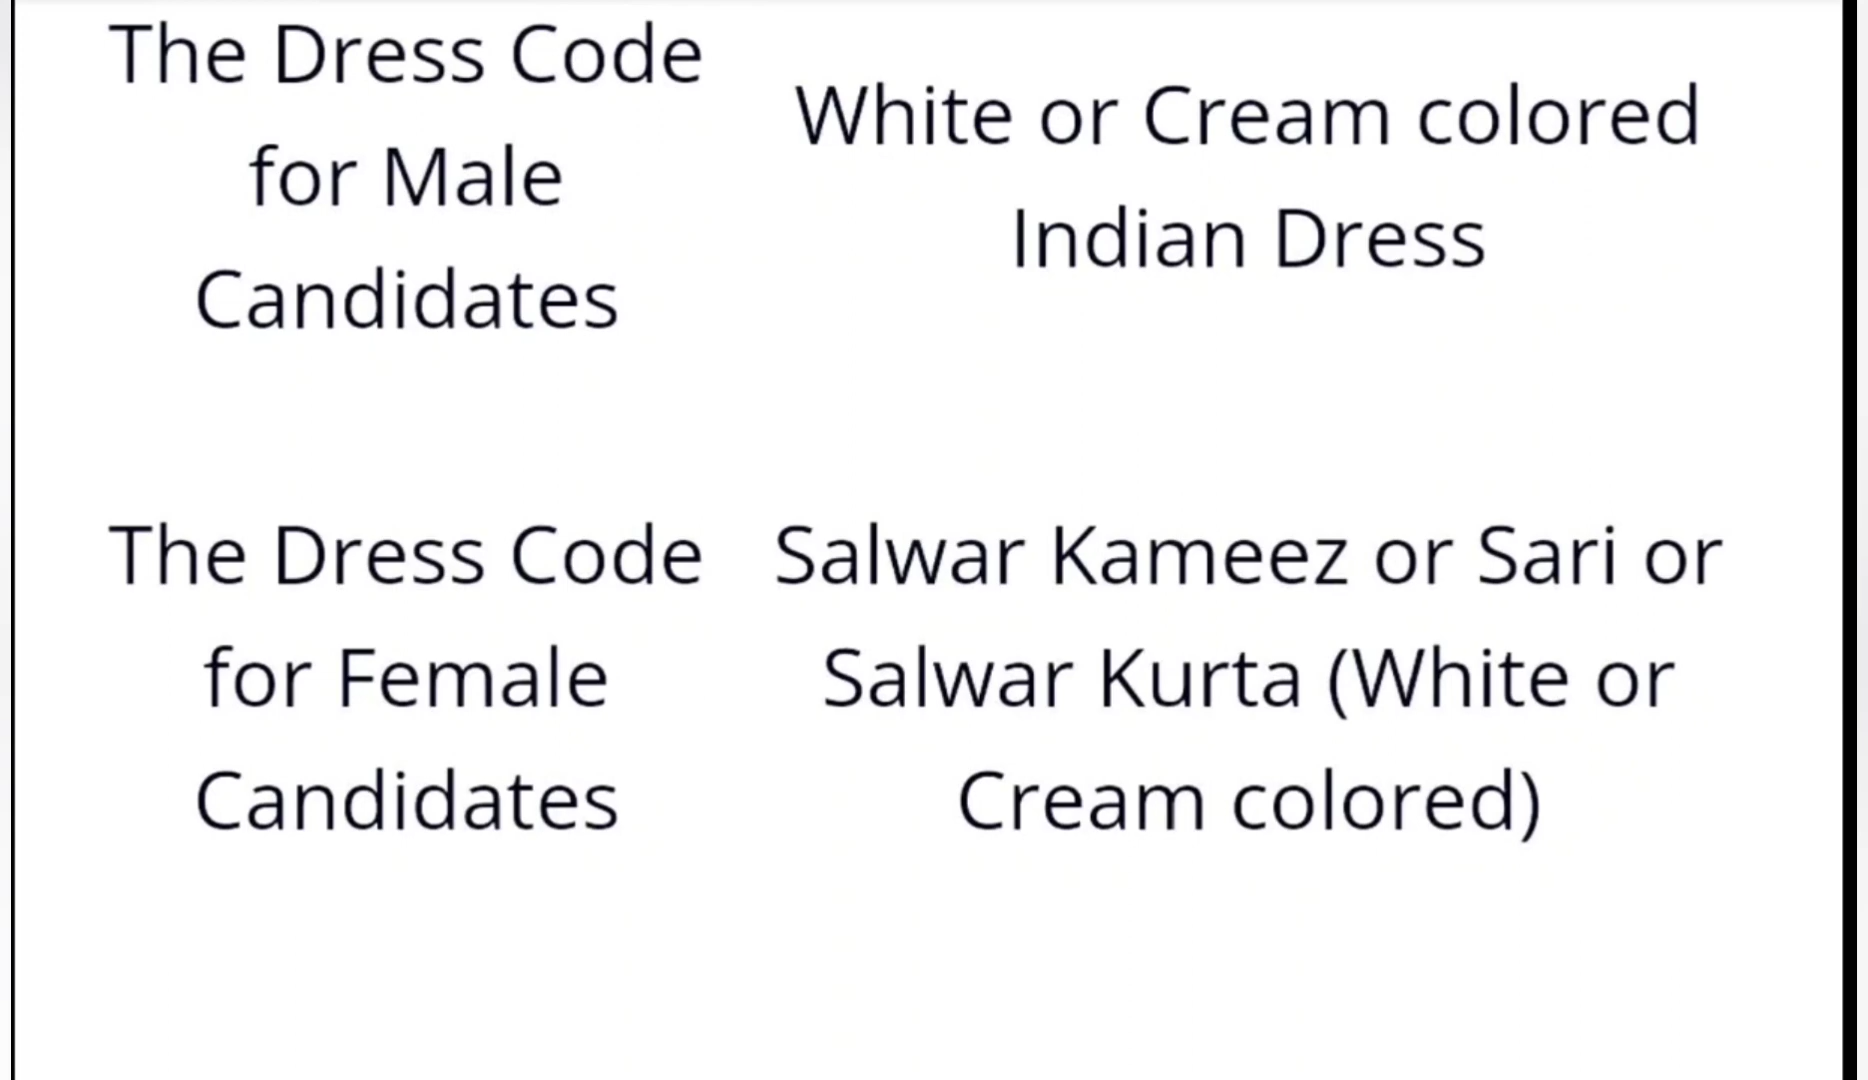 The Dress Code
for Male
Candidates
White or Cream colored
Indian Dress
The Dress Code
for Female
Candidates
Salwar Kameez or Sari or
Salwar Kurta (White or
Cream colored)